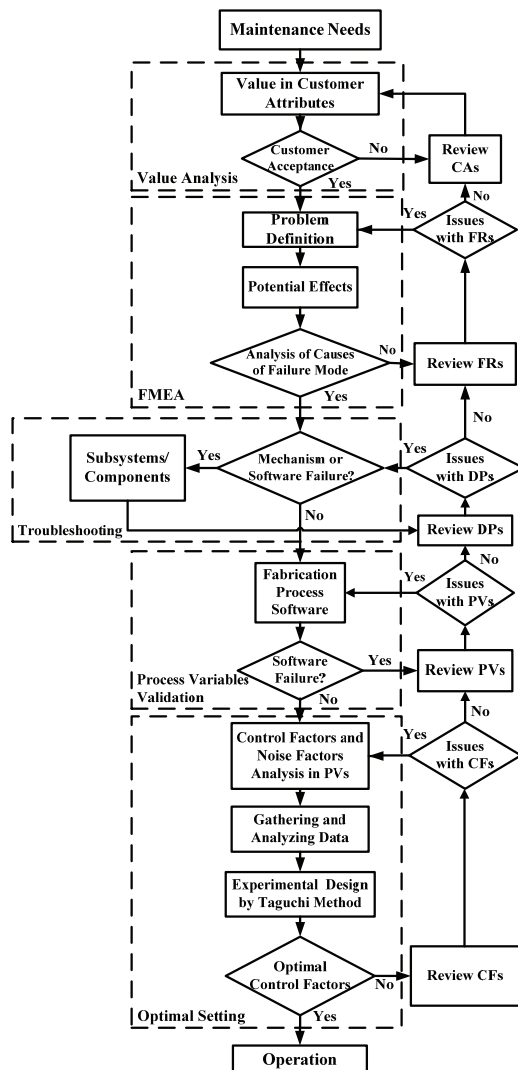 Maintenance Needs
Value in Customer
Attributes
Customer
Acceptance
No
Review
CAs
Value Analysis
Yes
No
Problem
Definition
Yes
Issues
with FRs
Potential Effects
Analysis of Causes
of Failure Mode
No
Review FRs
FMEA
Yes
No
Subsystems/
Components
Yes
Mechanism or
Software Failure?
Yes
Issues
with DPs
Troubleshooting
No
Review DPs
No
Fabrication
Process
Software
Yes
Issues
with PVs
Software
Failure?
Yes
Review PVs
Process Variables
Validation
No
No
Control Factors and
Noise Factors
Analysis in PVs
Yes
Issues
with CFs
Gathering and
Analyzing Data
Experimental Design
by Taguchi Method
Optimal
Control Factors
No
Review CFs
Optimal Setting
Yes
Operation